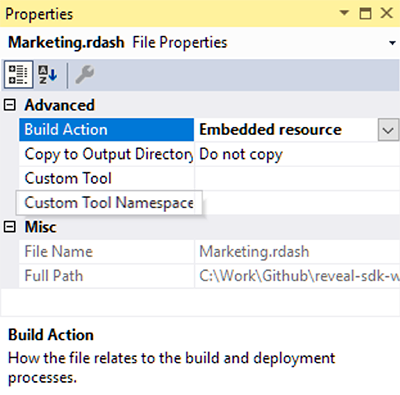 Properties
Marketing.rdash File Properties
Advanced
Build Action Embedded resource
Copy to Output Directory Do not copy
Custom Tool
Custom Tool Namespace
Misc
File Name Marketing.rdash
Full Path C:\Work\Github\reveal-sdk-w
Build Action
How the file relates to the build and deployment
processes.